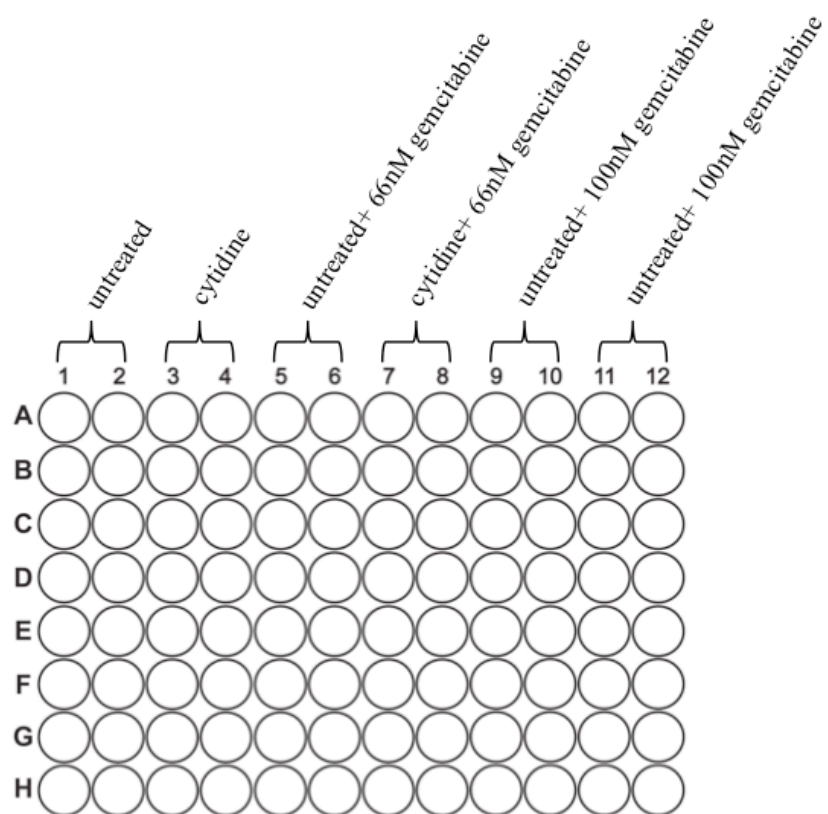 untreated
cytidine
untreated+ 66nM gemcitabine
cytidine+ 66nM gemcitabine
untreated+ 100nM gemcitabine
untreated+ 100nM gemcitabine
1 2 3 4 5 6 7 8 9 10 11 12
A
B
C
D
E
F
G
H